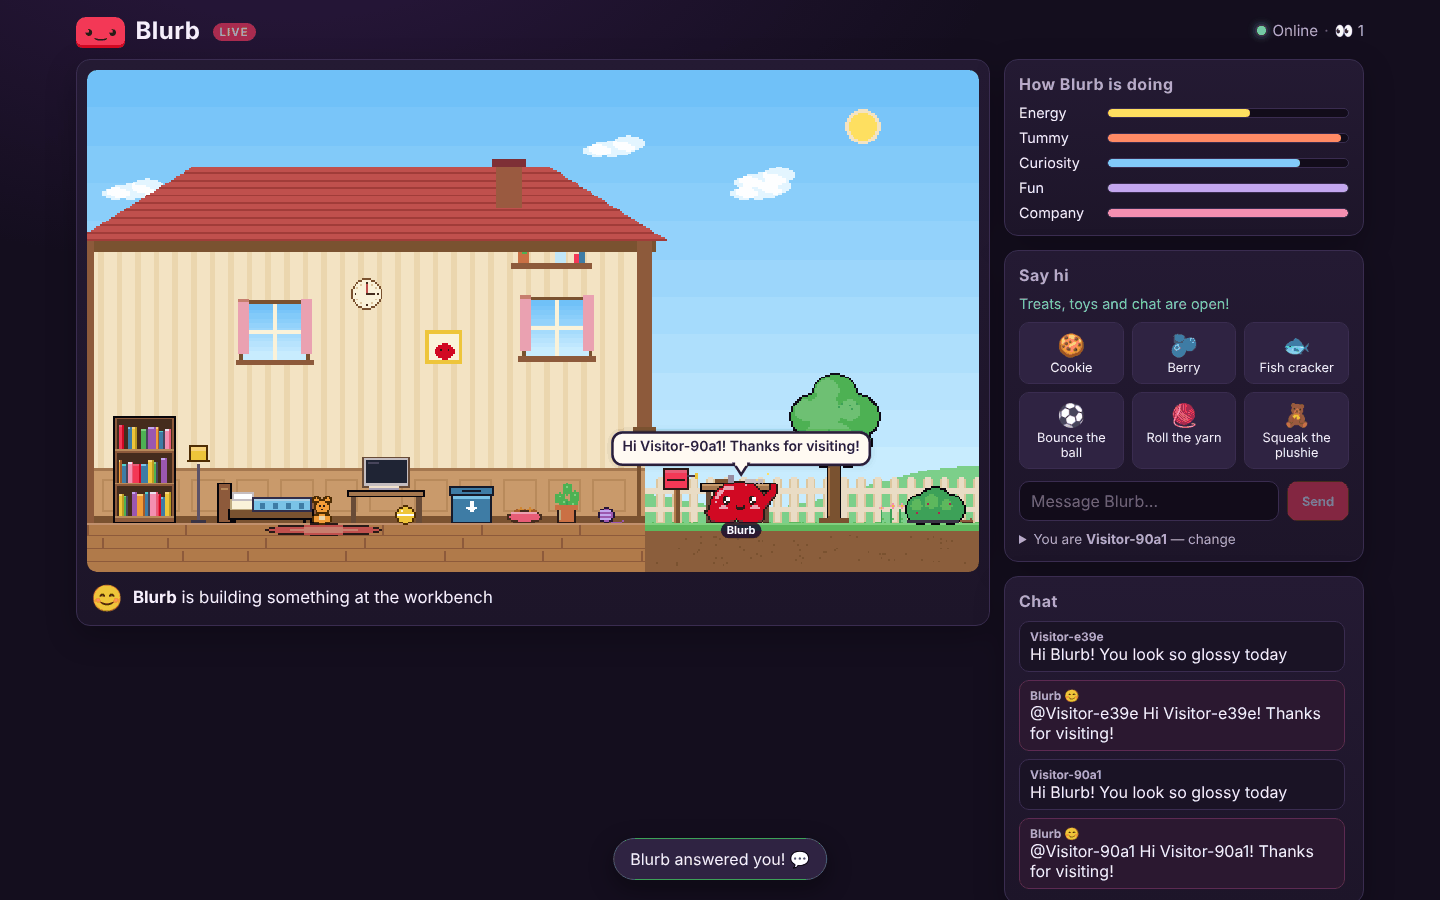 Blurb LIVE
Online · 1
Hi Visitor-90a1! Thanks for visiting!
Blurb
Blurb is building something at the workbench
How Blurb is doing
Energy
Tummy
Curiosity
Fun
Company
Say hi
Treats, toys and chat are open!
Cookie
Berry
Fish cracker
Bounce the
ball
Roll the yarn
Squeak the
plushie
Message Blurb...
Send
You are Visitor-90a1 — change
Chat
Visitor-e39e
Hi Blurb! You look so glossy today
Blurb
@Visitor-e39e Hi Visitor-e39e! Thanks
for visiting!
Visitor-90a1
Hi Blurb! You look so glossy today
Blurb
@Visitor-90a1 Hi Visitor-90a1! Thanks
for visiting!
Blurb answered you!